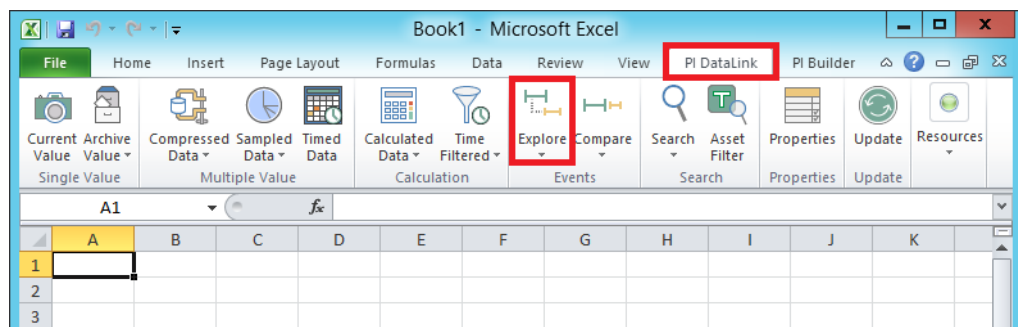 Book1 - Microsoft Excel
File Home Insert Page Layout Formulas Data Review View PI DataLink PI Builder
Current Archive Compressed Sampled Timed Calculated Time Explore Compare Search Asset Properties Update Resources
Value Value Data Data Data Data Filtered Filter
Single Value Multiple Value Calculation Events Search Properties Update
A1 fx
A B C D E F G H I J K
1
2
3